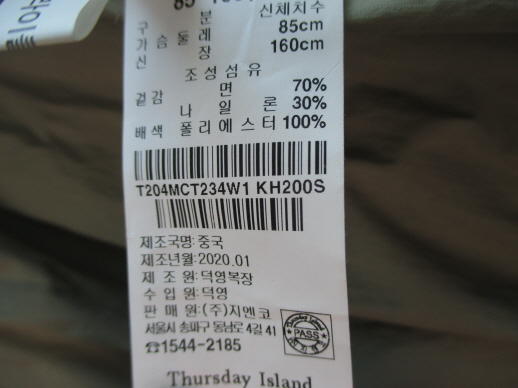 구 분 신체치수
가슴둘레 85cm
신 장 160cm
조성섬유
겉감 면 70%
나 일 론 30%
배색 폴리에스터 100%
T204MCT234W1 KH200S
제조국명:중국
제조년월:2020.01
제 조 원:덕영복장
수 입 원:덕영
판 매 원:(주)지엔코
서울시 송파구 동남로 4길 41
☎1544-2185
Thursday Island
PASS
Thursday Island